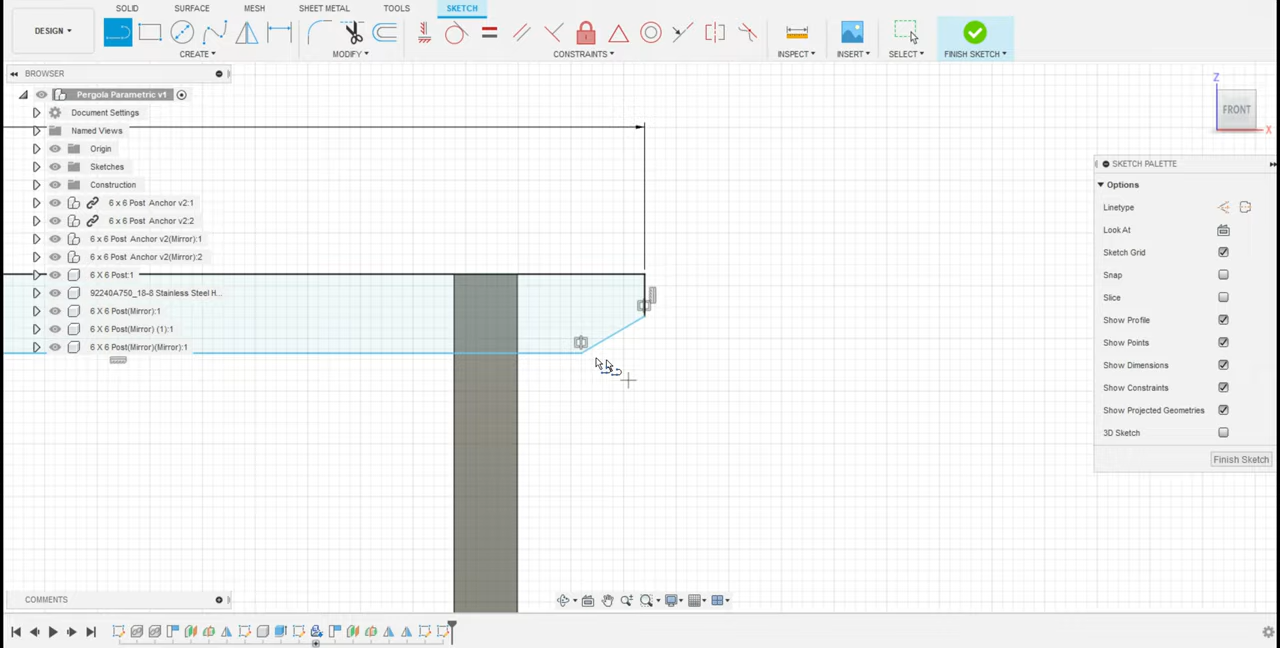 SOLID SURFACE MESH SHEET METAL TOOLS SKETCH
DESIGN
CREATE MODIFY CONSTRAINTS INSPECT INSERT SELECT FINISH SKETCH
BROWSER
Pergola Parametric v1
Document Settings
Named Views
Origin
Sketches
Construction
6 x 6 Post Anchor v2:1
6 x 6 Post Anchor v2:2
6 x 6 Post Anchor v2(Mirror):1
6 x 6 Post Anchor v2(Mirror):2
6 X 6 Post:1
92240A750_18-8 Stainless Steel H...
6 X 6 Post(Mirror):1
6 X 6 Post(Mirror) (1):1
6 X 6 Post(Mirror)(Mirror):1
Z
FRONT
X
SKETCH PALETTE
Options
Linetype
Look At
Sketch Grid
Snap
Slice
Show Profile
Show Points
Show Dimensions
Show Constraints
Show Projected Geometries
3D Sketch
Finish Sketch
COMMENTS